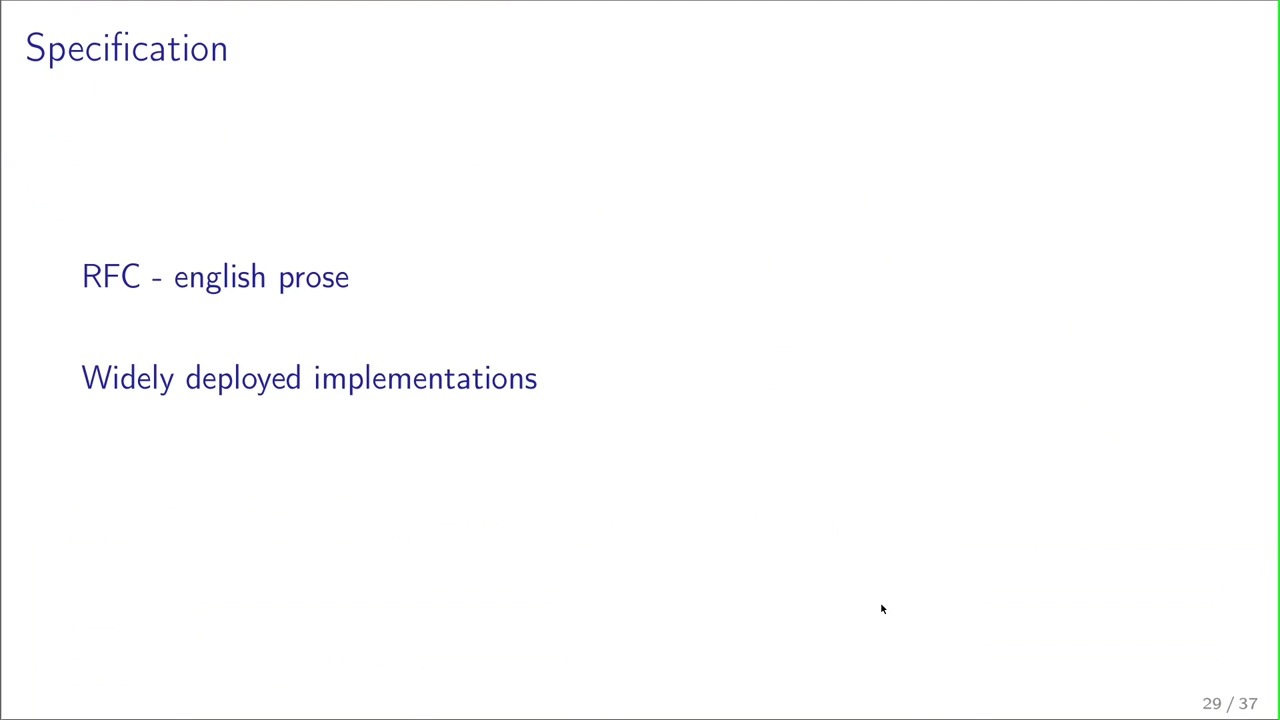 Specification
RFC - english prose
Widely deployed implementations
29 / 37